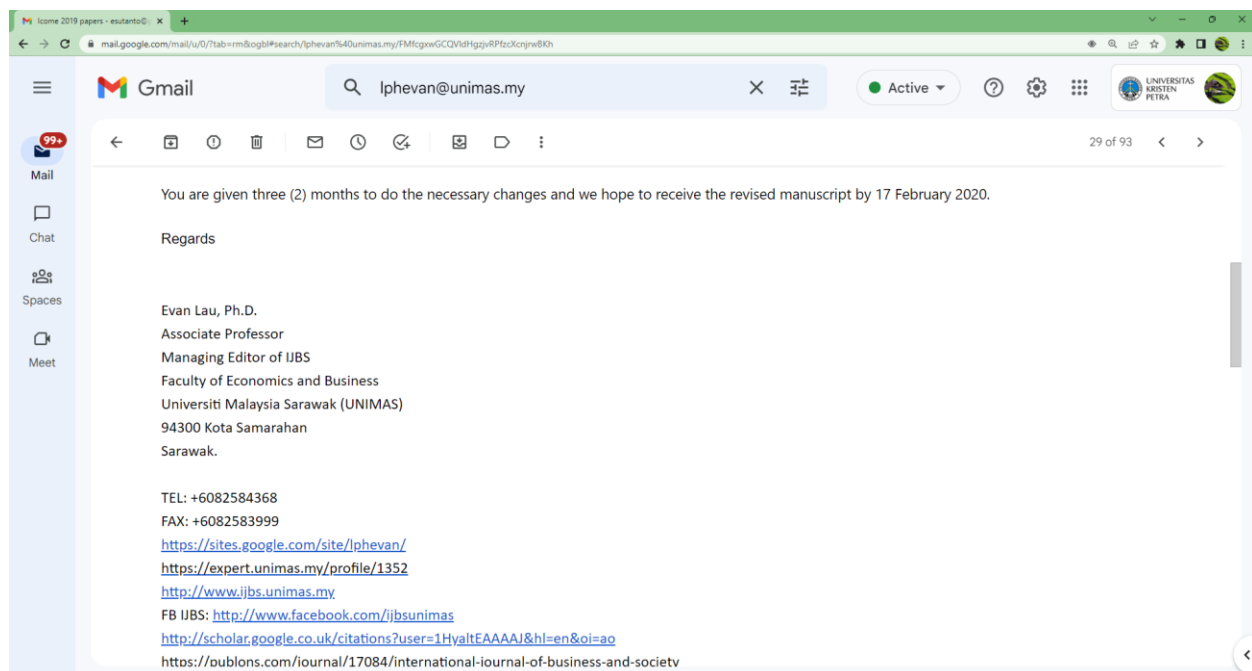 Icome 2019 papers - esutanto@
mail.google.com/mail/u/0/?tab=rm&ogbl#search/lphevan%40unimas.my/FMfcgxwGCQVldHgzjvRPfzcXcnjrwBKh
Gmail
lphevan@unimas.my
Active
UNIVERSITAS
KRISTEN
PETRA
99+
29 of 93
Mail
Chat
Spaces
Meet
You are given three (2) months to do the necessary changes and we hope to receive the revised manuscript by 17 February 2020.
Regards
Evan Lau, Ph.D.
Associate Professor
Managing Editor of IJBS
Faculty of Economics and Business
Universiti Malaysia Sarawak (UNIMAS)
94300 Kota Samarahan
Sarawak.
TEL: +6082584368
FAX: +6082583999
https://sites.google.com/site/lphevan/
https://expert.unimas.my/profile/1352
http://www.ijbs.unimas.my
FB IJBS: http://www.facebook.com/ijbsunimas
http://scholar.google.co.uk/citations?user=1HyaltEAAAAJ&hl=en&oi=ao
https://publons.com/journal/17084/international-journal-of-business-and-society